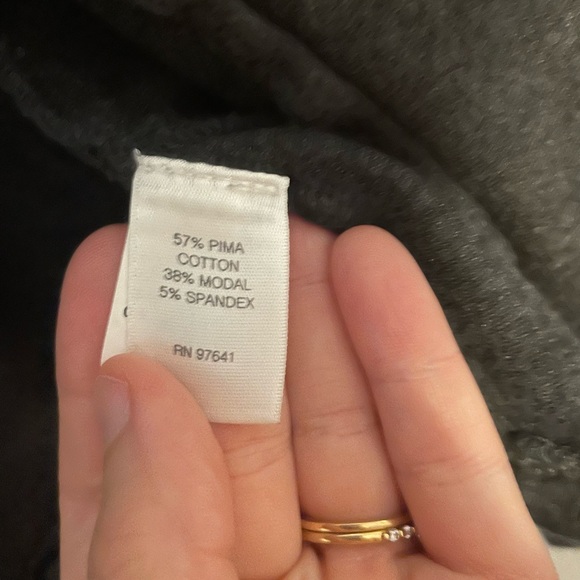 57% PIMA
COTTON
38% MODAL
5% SPANDEX
RN 97641